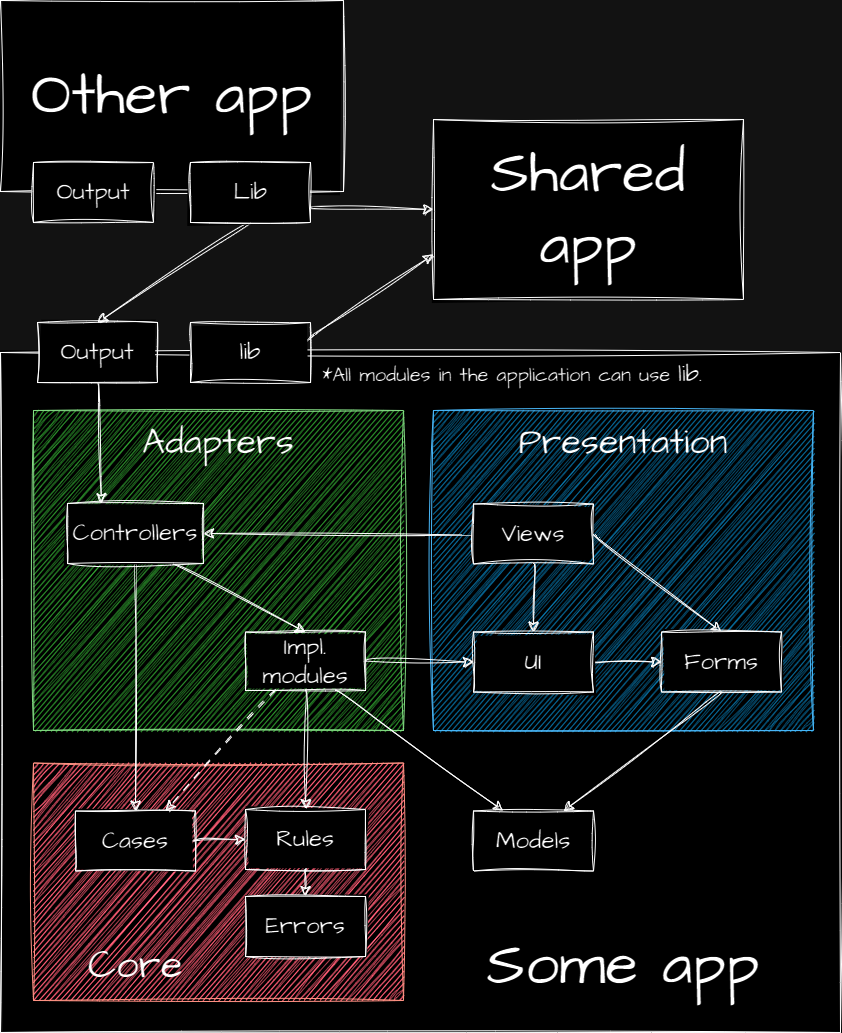 Other app
Output
Lib
Shared
app
Output
lib
*All modules in the application can use lib.
Adapters
Presentation
Controllers
Views
Impl.
modules
UI
Forms
Cases
Rules
Models
Errors
Core
Some app